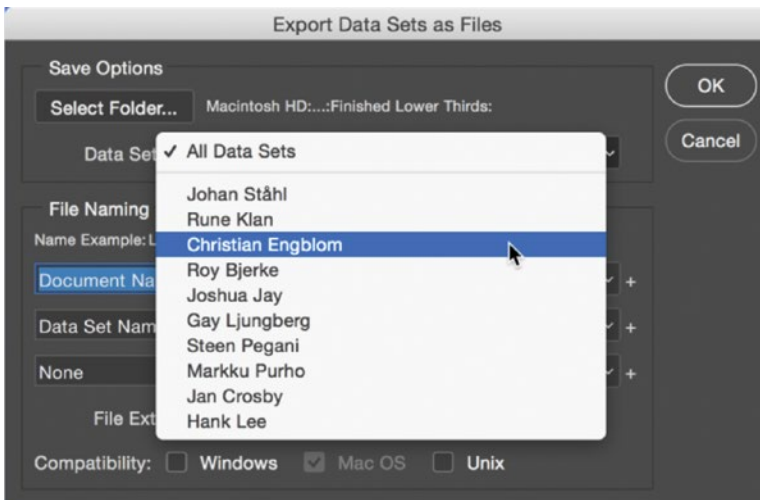 Export Data Sets as Files
Save Options
OK
Select Folder... Macintosh HD:...:Finished Lower Thirds:
Cancel
Data Set
✓ All Data Sets
Johan Ståhl
Rune Klan
Christian Engblom
Roy Bjerke
Joshua Jay
Gay Ljungberg
Steen Pegani
Markku Purho
Jan Crosby
Hank Lee
File Naming
Name Example: L
Document Na
+
Data Set Nam
+
None
+
File Ext
Compatibility: Windows Mac OS Unix